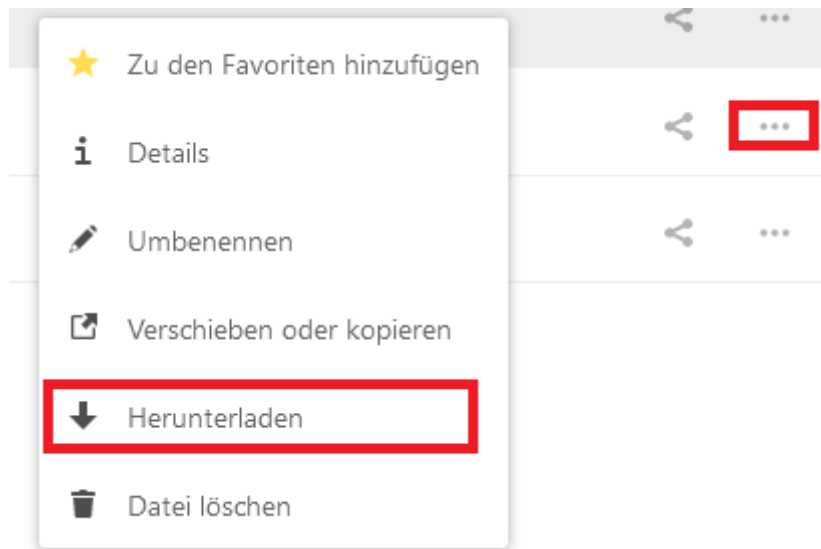 Zu den Favoriten hinzufügen
Details
Umbenennen
Verschieben oder kopieren
Herunterladen
Datei löschen